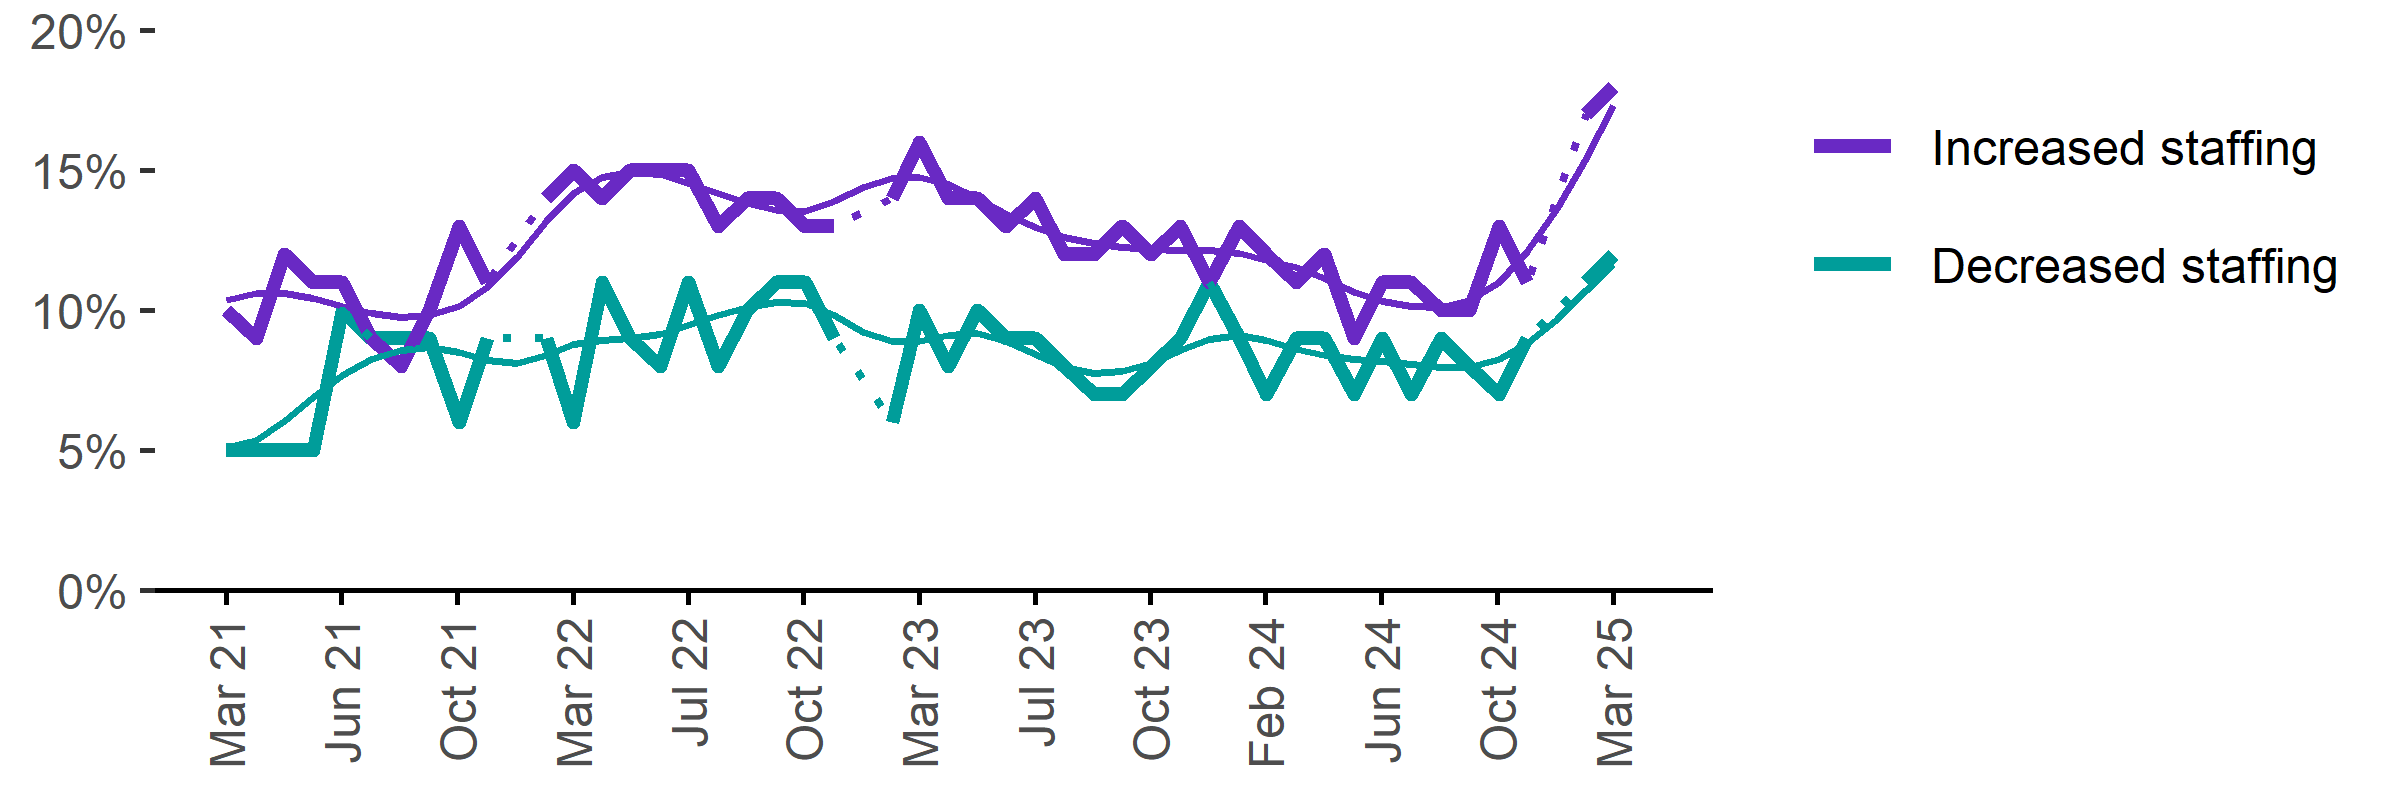 20%
15%
10%
5%
0%
Mar 21
Jun 21
Oct 21
Mar 22
Jul 22
Oct 22
Mar 23
Jul 23
Oct 23
Feb 24
Jun 24
Oct 24
Mar 25
Increased staffing
Decreased staffing